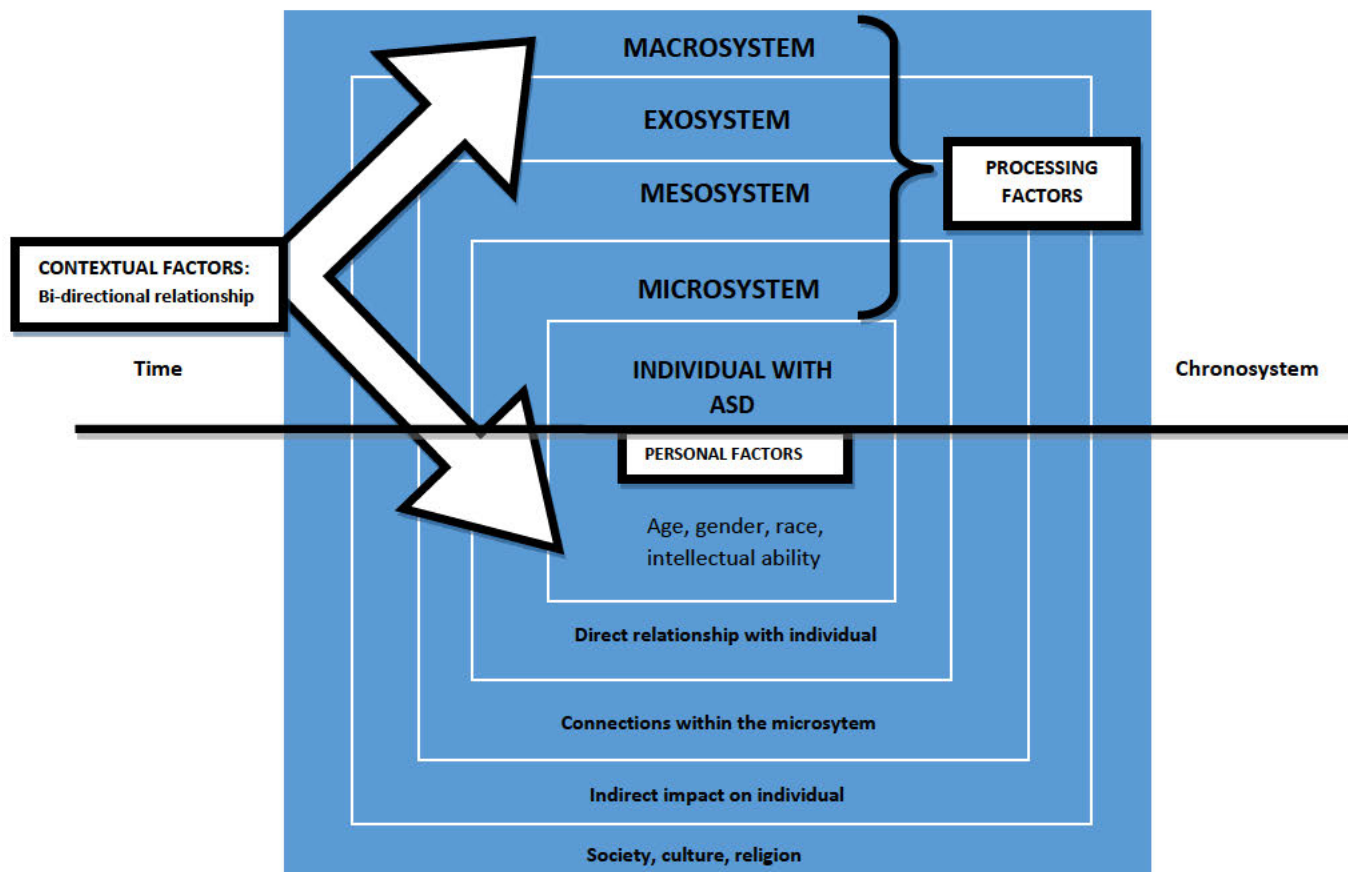 MACROSYSTEM
EXOSYSTEM
PROCESSING
FACTORS
MESOSYSTEM
CONTEXTUAL FACTORS:
Bi-directional relationship
MICROSYSTEM
Time
INDIVIDUAL WITH
ASD
Chronosystem
PERSONAL FACTORS
Age, gender, race,
intellectual ability
Direct relationship with individual
Connections within the microsytem
Indirect impact on individual
Society, culture, religion